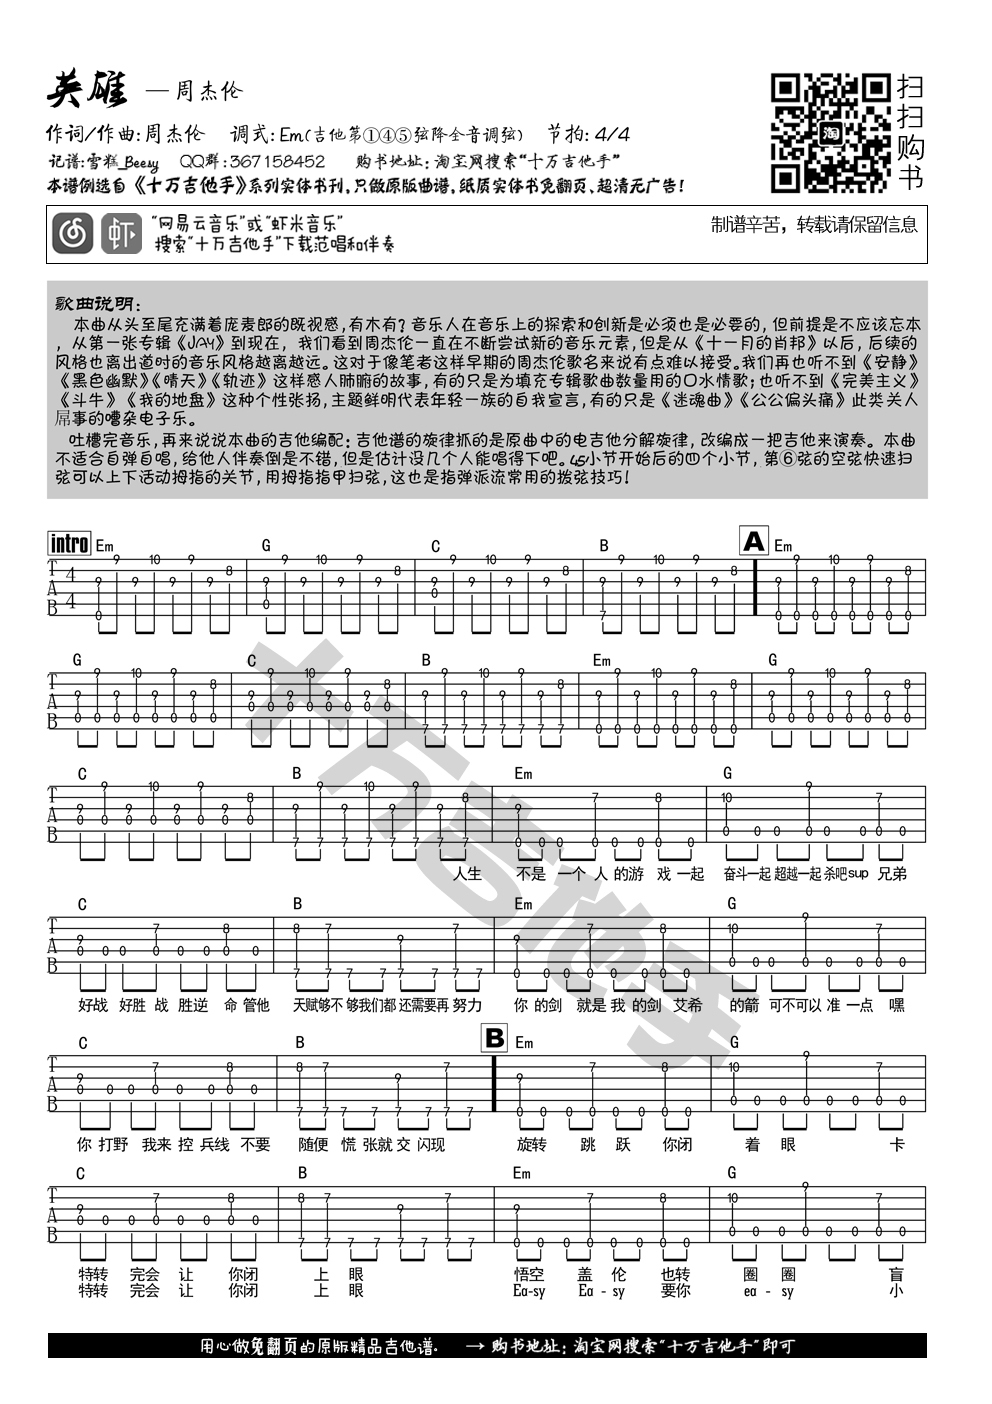 英雄 —周杰伦
扫扫购书
作词/作曲:周杰伦 调式:Em(吉他第①④⑤弦降全音调弦) 节拍:4/4
记谱:雪糕_Beesy QQ群:367158452 购书地址:淘宝网搜索“十万吉他手”
淘
本谱例选自《十万吉他手》系列实体书刊,只做原版曲谱,纸质实体书免翻页、超清无广告!
“网易云音乐”或“虾米音乐” 制谱辛苦，转载请保留信息
搜索“十万吉他手”下载范唱和伴奏
歌曲说明:
本曲从头至尾充满着庞麦郎的既视感,有木有?音乐人在音乐上的探索和创新是必须也是必要的,但前提是不应该忘本
，从第一张专辑《JAY》到现在，我们看到周杰伦一直在不断尝试新的音乐元素,但是从《十一月的肖邦》以后,后续的
风格也离出道时的音乐风格越离越远。这对于像笔者这样早期的周杰伦歌名来说有点难以接受。我们再也听不到《安静》
《黑色幽默》《晴天》《轨迹》这样感人肺腑的故事,有的只是为填充专辑歌曲数量用的口水情歌;也听不到《完美主义》
《斗牛》《我的地盘》这种个性张扬,主题鲜明代表年轻一族的自我宣言,有的只是《迷魂曲》《公公偏头痛》此类关人
屌事的嘈杂电子乐。
吐槽完音乐,再来说说本曲的吉他编配:吉他谱的旋律抓的是原曲中的电吉他分解旋律,改编成一把吉他来演奏。本曲
不适合自弹自唱,给他人伴奏倒是不错,但是估计没几个人能唱得下吧。45小节开始后的四个小节,第⑥弦的空弦快速扫
弦可以上下活动拇指的关节,用拇指指甲扫弦,这也是指弹派流常用的拨弦技巧!
intro Em G C B A Em
T A B 4 4
G C B Em G
C B Em G
人生 不是 一个 人 的游 戏 一起 奋斗一起 超越一起 杀吧sup 兄弟
C B Em G
好战 好胜 战 胜逆 命 管他 天赋够不 够我们都 还需要再 努力 你 的剑 就是 我 的剑 艾希 的箭 可不可以 准 一点 嘿
C B B Em G
你 打野 我来 控 兵线 不要 随便 慌 张就 交 闪现 旋转 跳 跃 你闭 着 眼 卡
C B Em G
特转 完会 让 你闭 上 眼 悟空 盖 伦 也转 圈 圈 盲
特转 完会 让 你闭 上 眼 Ea-sy Ea - sy 要你 ea - sy 小
十万吉他手
用心做免翻页的原版精品吉他谱。 → 购书地址: 淘宝网搜索“十万吉他手”即可